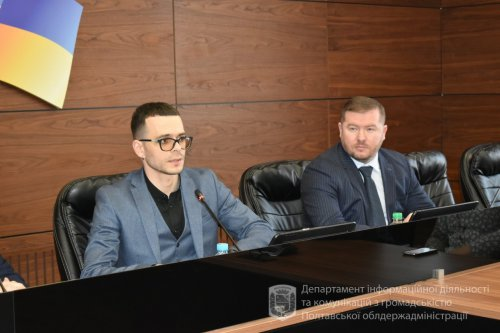 Департамент інформаційної діяльності
та комунікацій з громадськістю
Полтавської облдержадміністрації